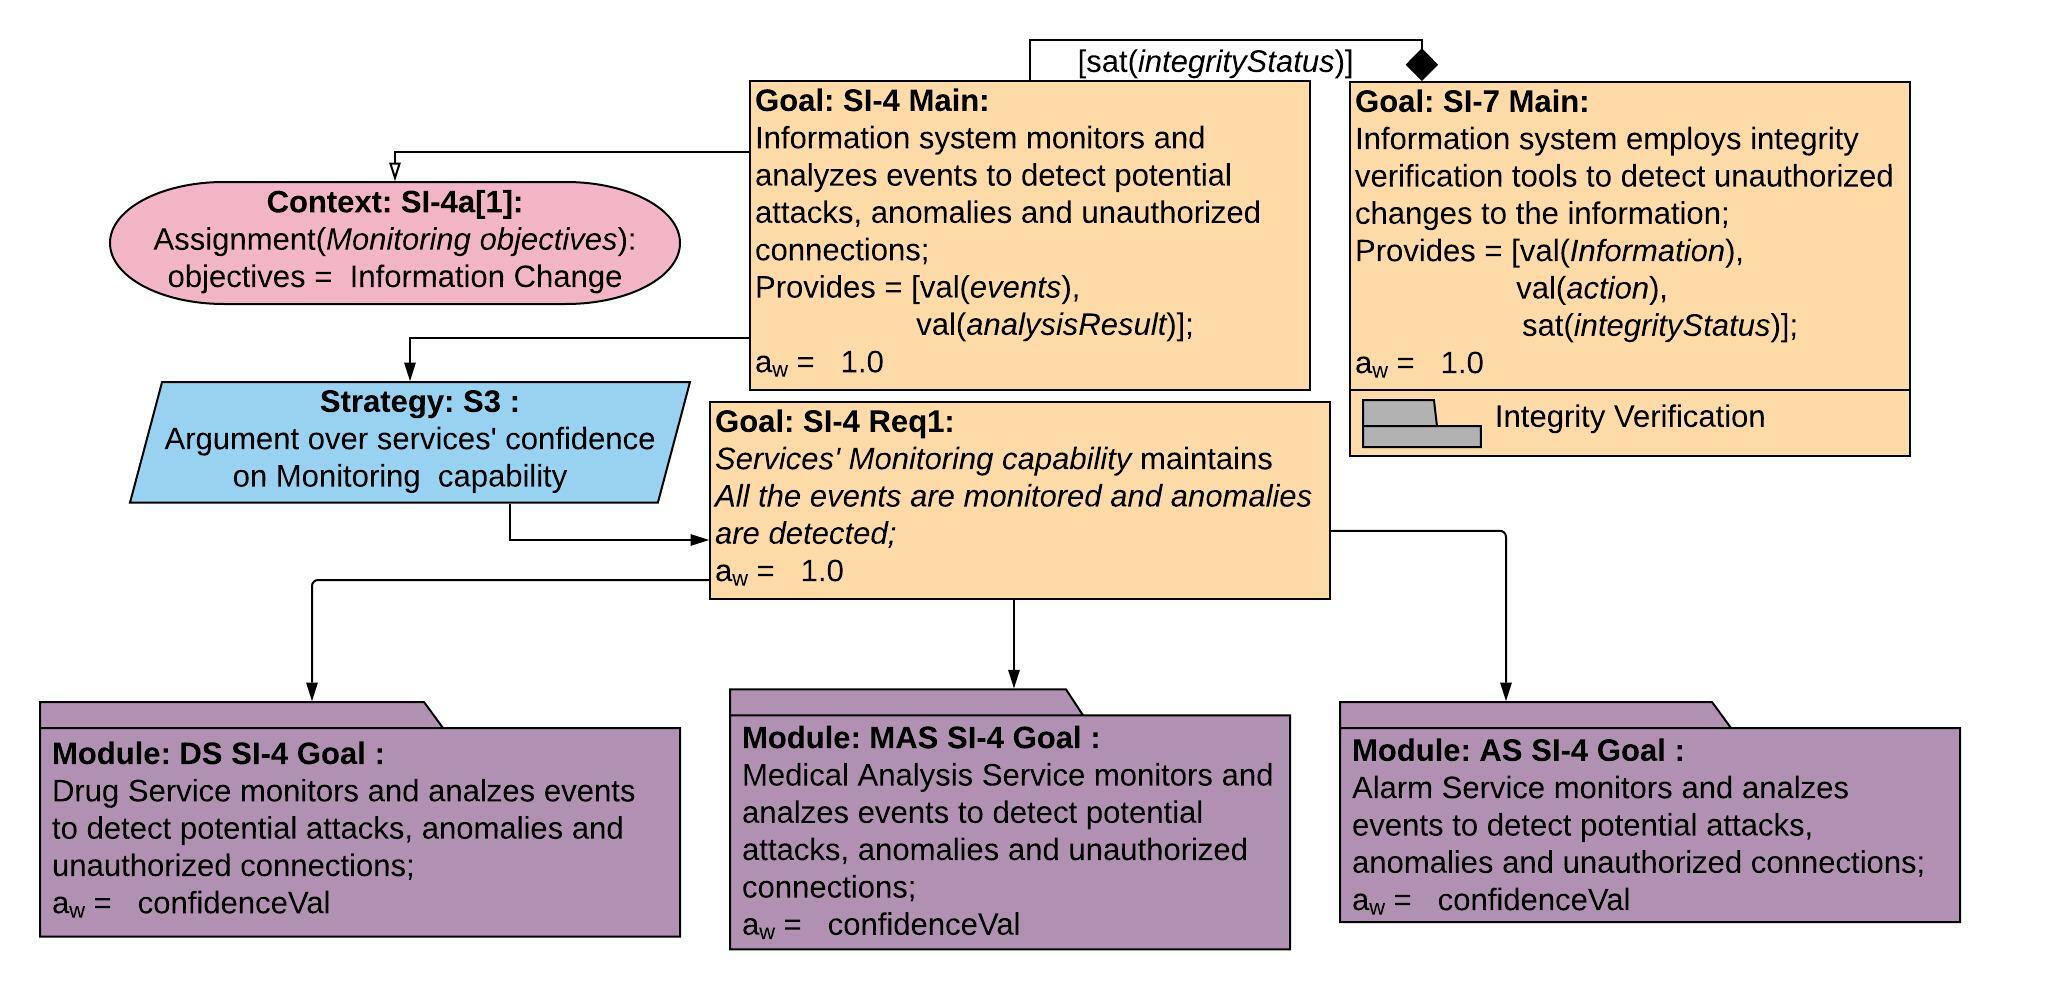 [sat(integrityStatus)]
Goal: SI-4 Main:
Information system monitors and
analyzes events to detect potential
attacks, anomalies and unauthorized
connections;
Provides = [val(events),
val(analysisResult)];
aw = 1.0
Goal: SI-7 Main:
Information system employs integrity
verification tools to detect unauthorized
changes to the information;
Provides = [val(Information),
val(action),
sat(integrityStatus)];
aw = 1.0
Integrity Verification
Context: SI-4a[1]:
Assignment(Monitoring objectives):
objectives = Information Change
Strategy: S3 :
Argument over services' confidence
on Monitoring capability
Goal: SI-4 Req1:
Services' Monitoring capability maintains
All the events are monitored and anomalies
are detected;
aw = 1.0
Module: DS SI-4 Goal :
Drug Service monitors and analzes events
to detect potential attacks, anomalies and
unauthorized connections;
aw = confidenceVal
Module: MAS SI-4 Goal :
Medical Analysis Service monitors and
analzes events to detect potential
attacks, anomalies and unauthorized
connections;
aw = confidenceVal
Module: AS SI-4 Goal :
Alarm Service monitors and analzes
events to detect potential attacks,
anomalies and unauthorized connections;
aw = confidenceVal